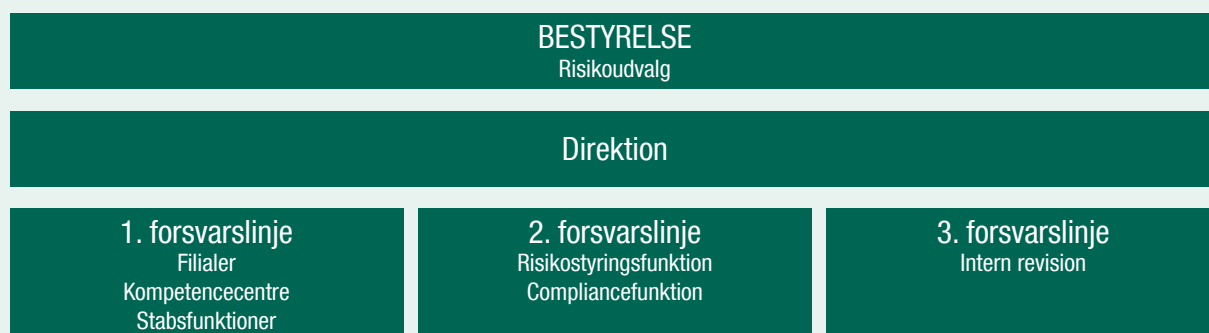 BESTYRELSE
Risikoudvalg
Direktion
1. forsvarslinje
Filialer
Kompetencecentre
Stabsfunktioner
2. forsvarslinje
Risikostyringsfunktion
Compliancefunktion
3. forsvarslinje
Intern revision